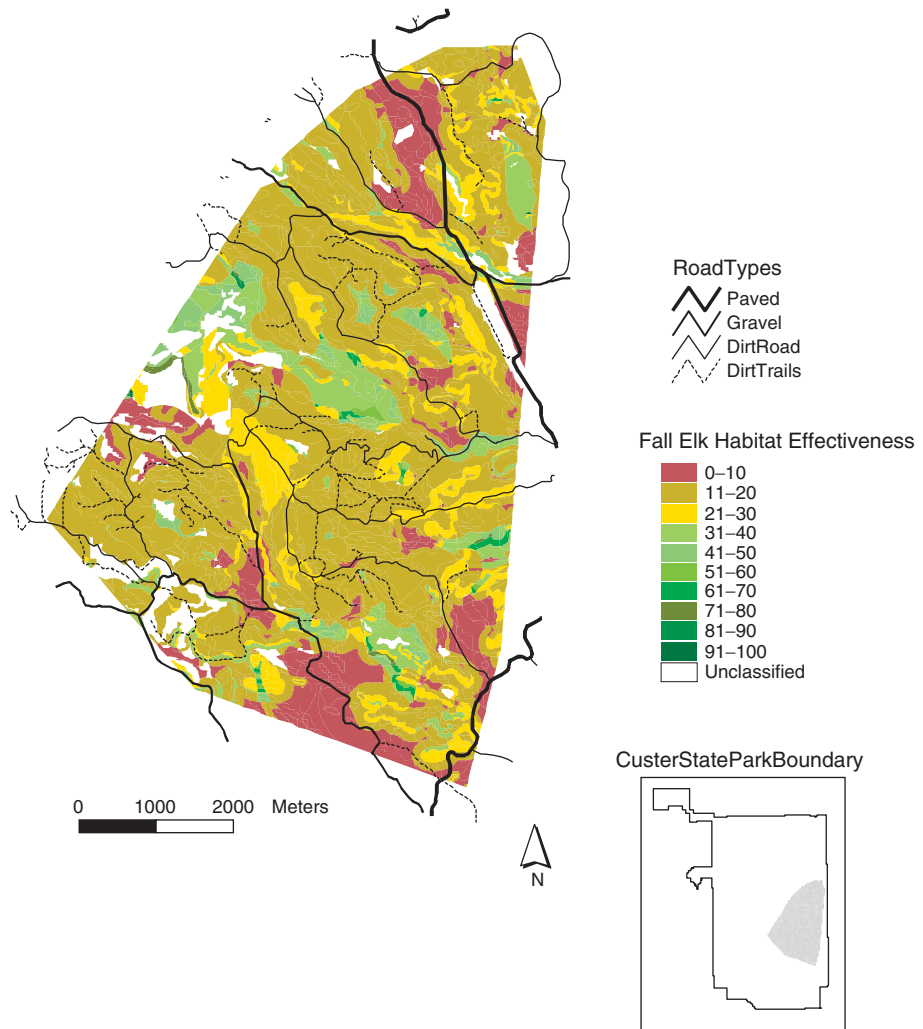 RoadTypes
Paved
Gravel
DirtRoad
DirtTrails
Fall Elk Habitat Effectiveness
0–10
11–20
21–30
31–40
41–50
51–60
61–70
71–80
81–90
91–100
Unclassified
CusterStateParkBoundary
0 1000 2000 Meters
N